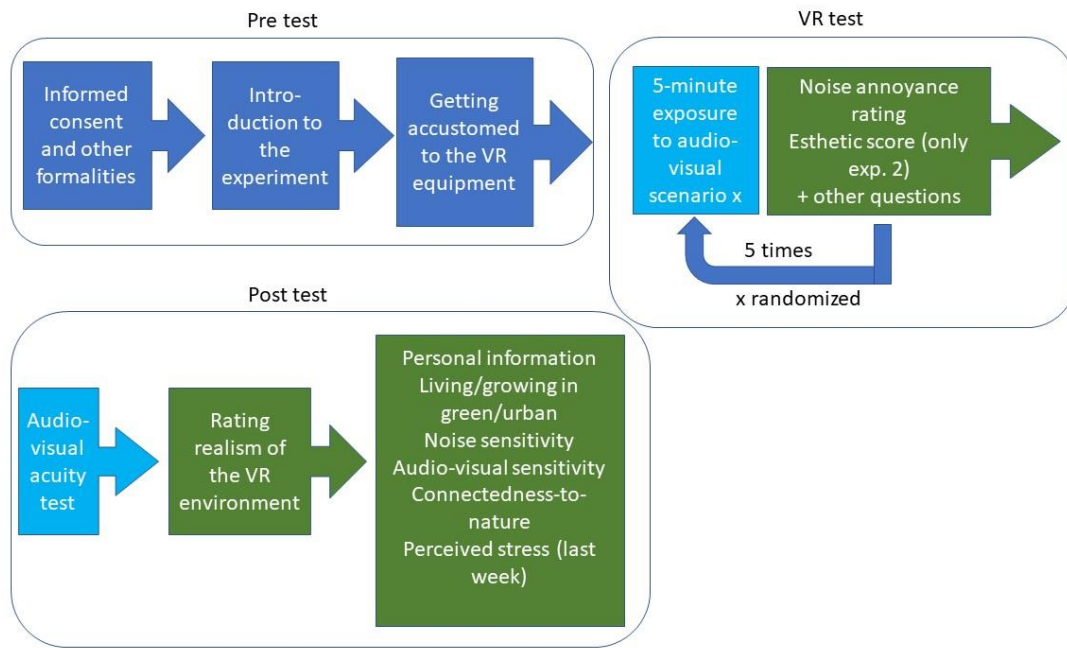 Pre test
Informed
consent
and other
formalities
Intro-
duction to
the
experiment
Getting
accustomed
to the VR
equipment
VR test
5-minute
exposure
to audio-
visual
scenario x
Noise annoyance
rating
Esthetic score (only
exp. 2)
+ other questions
5 times
x randomized
Post test
Audio-
visual
acuity
test
Rating
realism of
the VR
environment
Personal information
Living/growing in
green/urban
Noise sensitivity
Audio-visual sensitivity
Connectedness-to-
nature
Perceived stress (last
week)